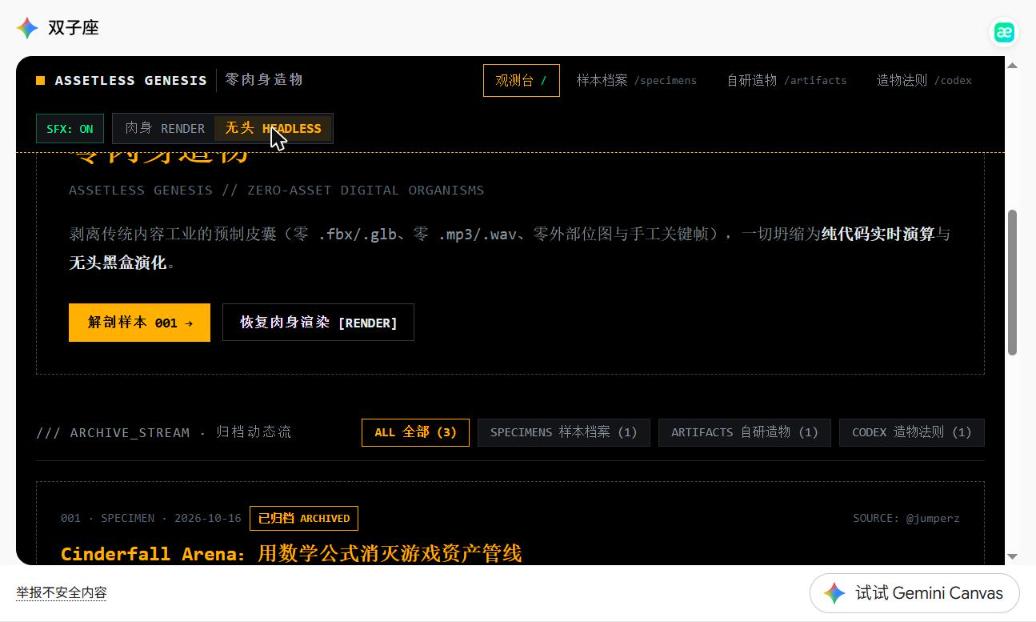 双子座
æ
ASSETLESS GENESIS 零肉身造物 观测台 / 样本档案 /specimens 自研造物 /artifacts 造物法则 /codex
SFX: ON 肉身 RENDER 无头 HEADLESS
零肉身造物
ASSETLESS GENESIS // ZERO-ASSET DIGITAL ORGANISMS
剥离传统内容工业的预制皮囊（零 .fbx/.glb、零 .mp3/.wav、零外部位图与手工关键帧），一切坍缩为纯代码实时演算与
无头黑盒演化。
解剖样本 001 → 恢复肉身渲染 [RENDER]
/// ARCHIVE_STREAM · 归档动态流 ALL 全部 (3) SPECIMENS 样本档案 (1) ARTIFACTS 自研造物 (1) CODEX 造物法则 (1)
001 · SPECIMEN · 2026-10-16 已归档 ARCHIVED SOURCE: @jumperz
Cinderfall Arena: 用数学公式消灭游戏资产管线
举报不安全内容 试试 Gemini Canvas